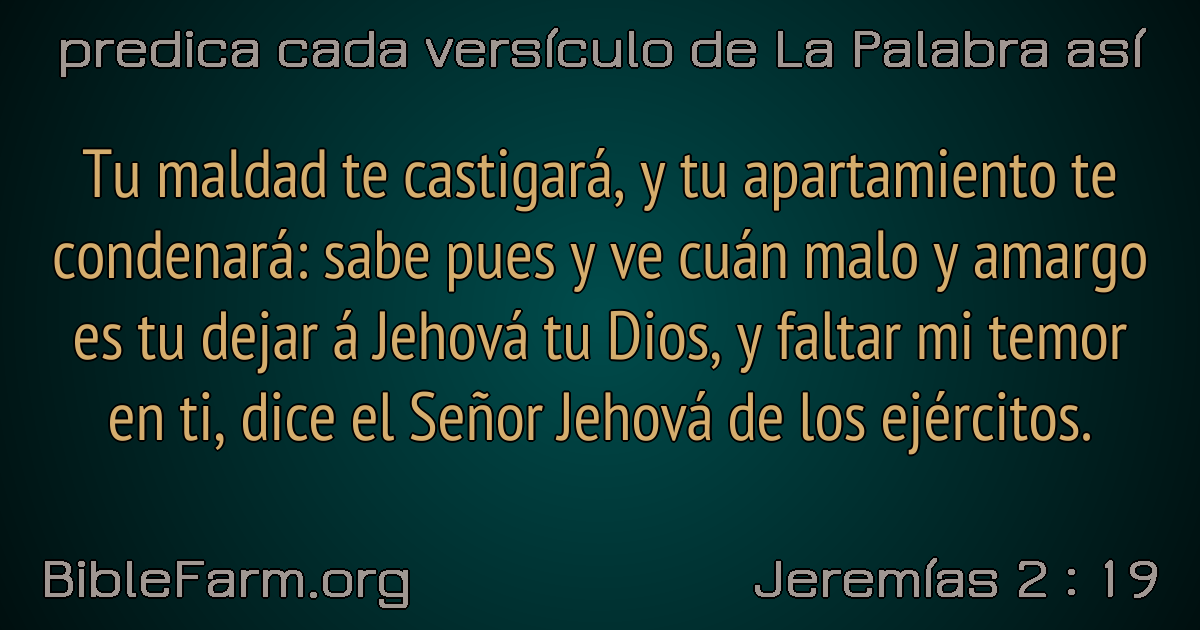 predica cada versículo de La Palabra así
Tu maldad te castigará, y tu apartamiento te
condenará: sabe pues y ve cuán malo y amargo
es tu dejar á Jehová tu Dios, y faltar mi temor
en ti, dice el Señor Jehová de los ejércitos.
BibleFarm.org
Jeremías 2 : 19